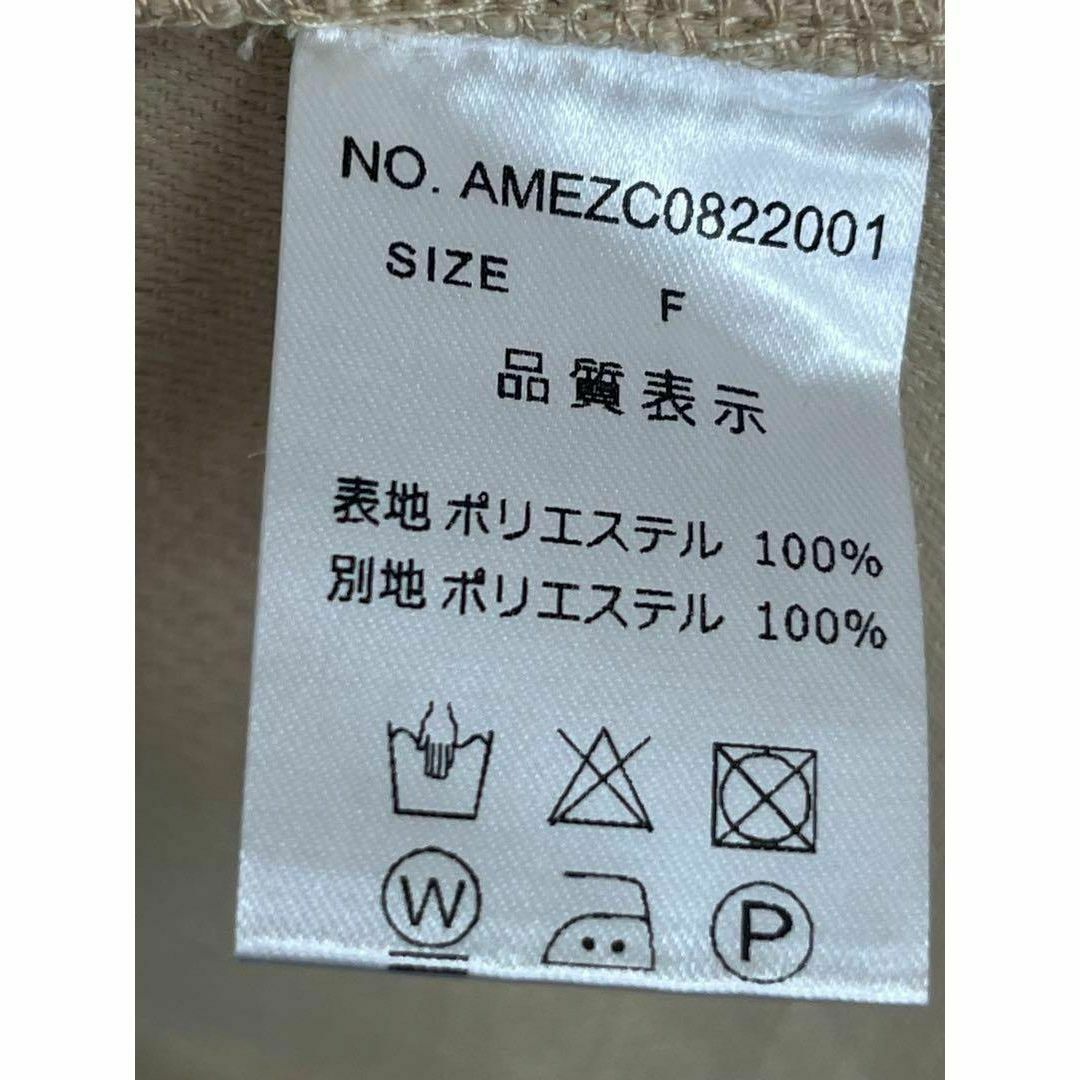 NO. AMEZC0822001
SIZE F
品質表示
表地 ポリエステル 100%
別地 ポリエステル 100%
W P